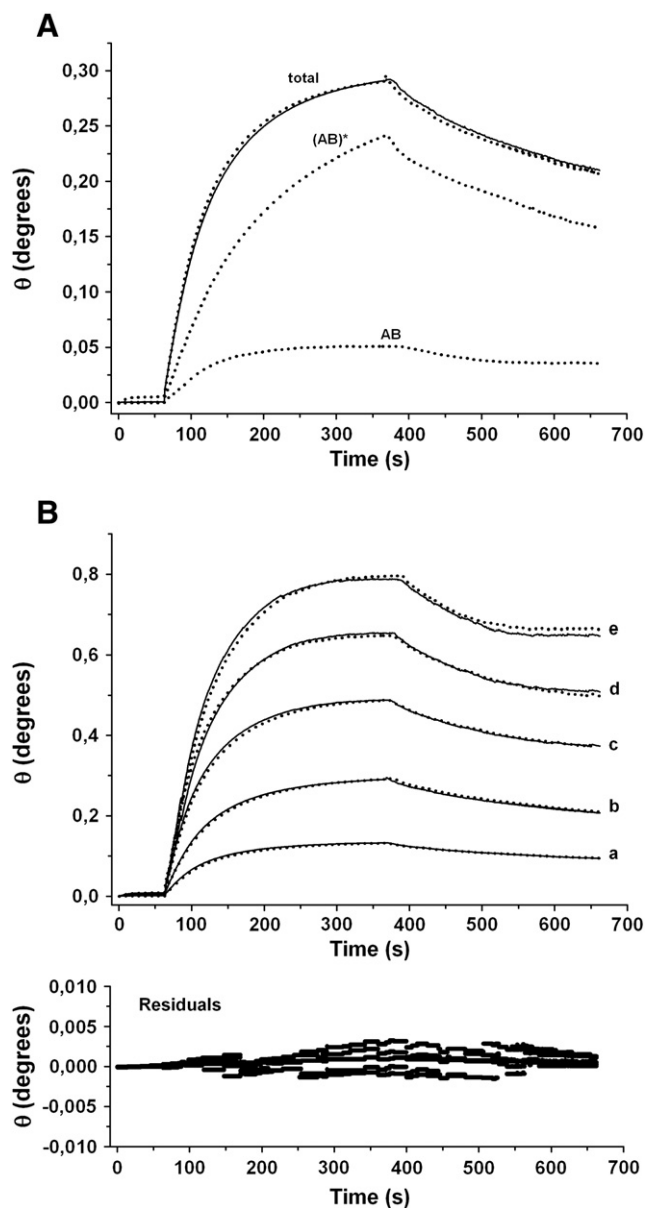 A
0,30
0,25
0,20
0,15
0,10
0,05
0,00
θ (degrees)
total
(AB)*
AB
0 100 200 300 400 500 600 700
Time (s)
B
0,8
0,6
0,4
0,2
0,0
θ (degrees)
e
d
c
b
a
0 100 200 300 400 500 600 700
Time (s)
0,010
0,005
0,000
-0,005
-0,010
θ (degrees)
Residuals
0 100 200 300 400 500 600 700
Time (s)